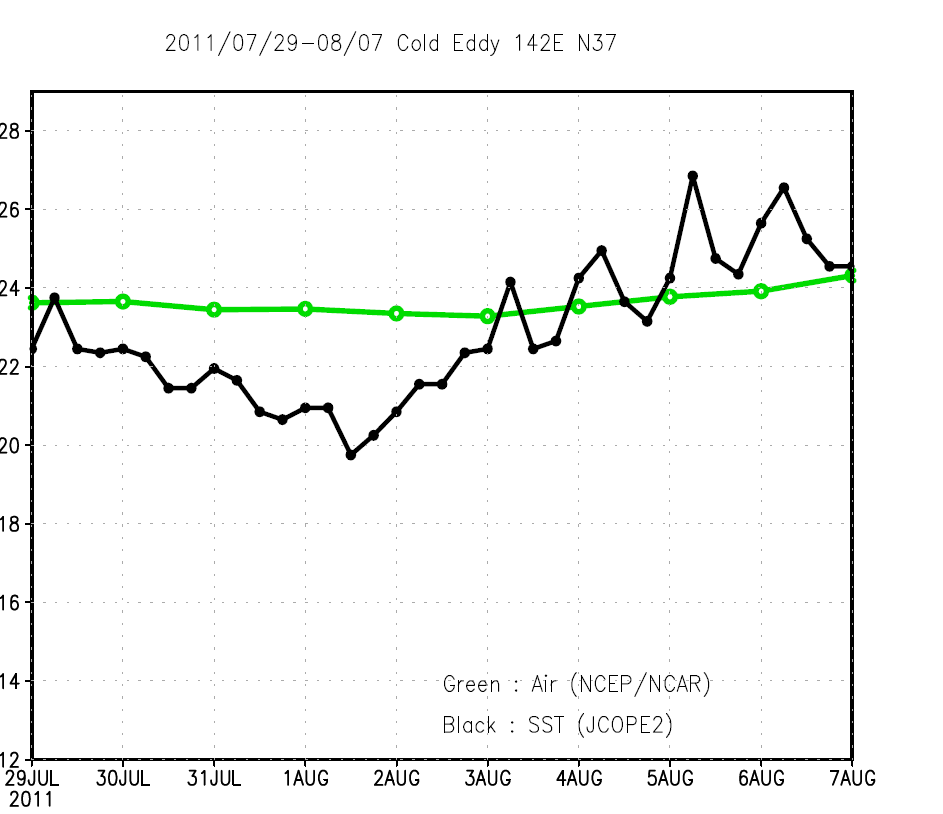 2011/07/29-08/07 Cold Eddy 142E N37
28
26
24
22
20
18
16
14
12
Green : Air (NCEP/NCAR)
Black : SST (JCOPE2)
29JUL 30JUL 31JUL 1AUG 2AUG 3AUG 4AUG 5AUG 6AUG 7AUG
2011